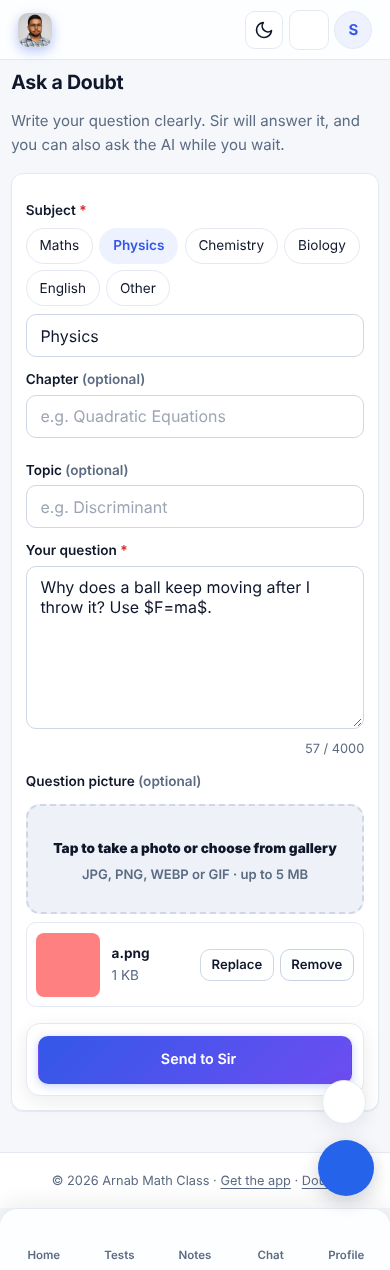 S
Ask a Doubt
Write your question clearly. Sir will answer it, and
you can also ask the AI while you wait.
Subject *
Maths Physics Chemistry Biology
English Other
Physics
Chapter (optional)
e.g. Quadratic Equations
Topic (optional)
e.g. Discriminant
Your question *
Why does a ball keep moving after I
throw it? Use $F=ma$.
57 / 4000
Question picture (optional)
Tap to take a photo or choose from gallery
JPG, PNG, WEBP or GIF · up to 5 MB
a.png
1 KB
Replace Remove
Send to Sir
© 2026 Arnab Math Class · Get the app ·
Home Tests Notes Chat Profile